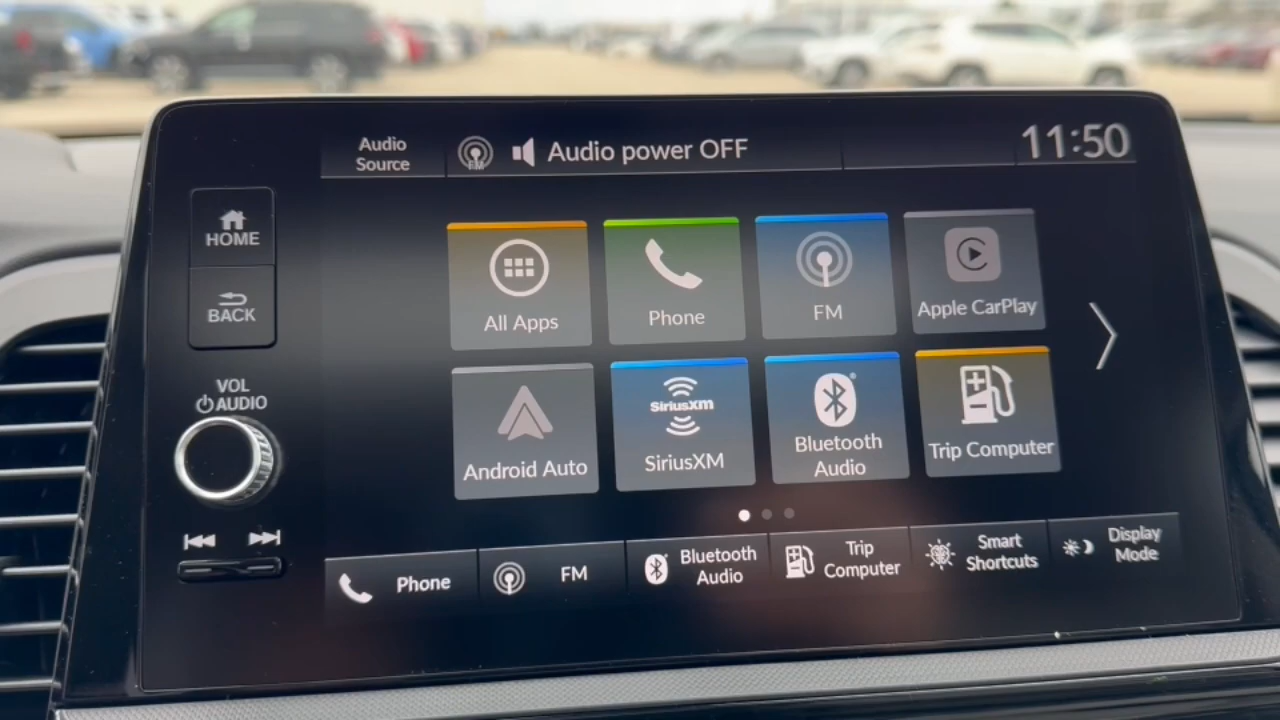 Audio
Source
FM
Audio power OFF
11:50
HOME
BACK
VOL
AUDIO
All Apps
Phone
FM
Apple CarPlay
Android Auto
SiriusXM
SiriusXM
Bluetooth
Audio
Trip Computer
Phone
FM
Bluetooth
Audio
Trip
Computer
Smart
Shortcuts
Display
Mode